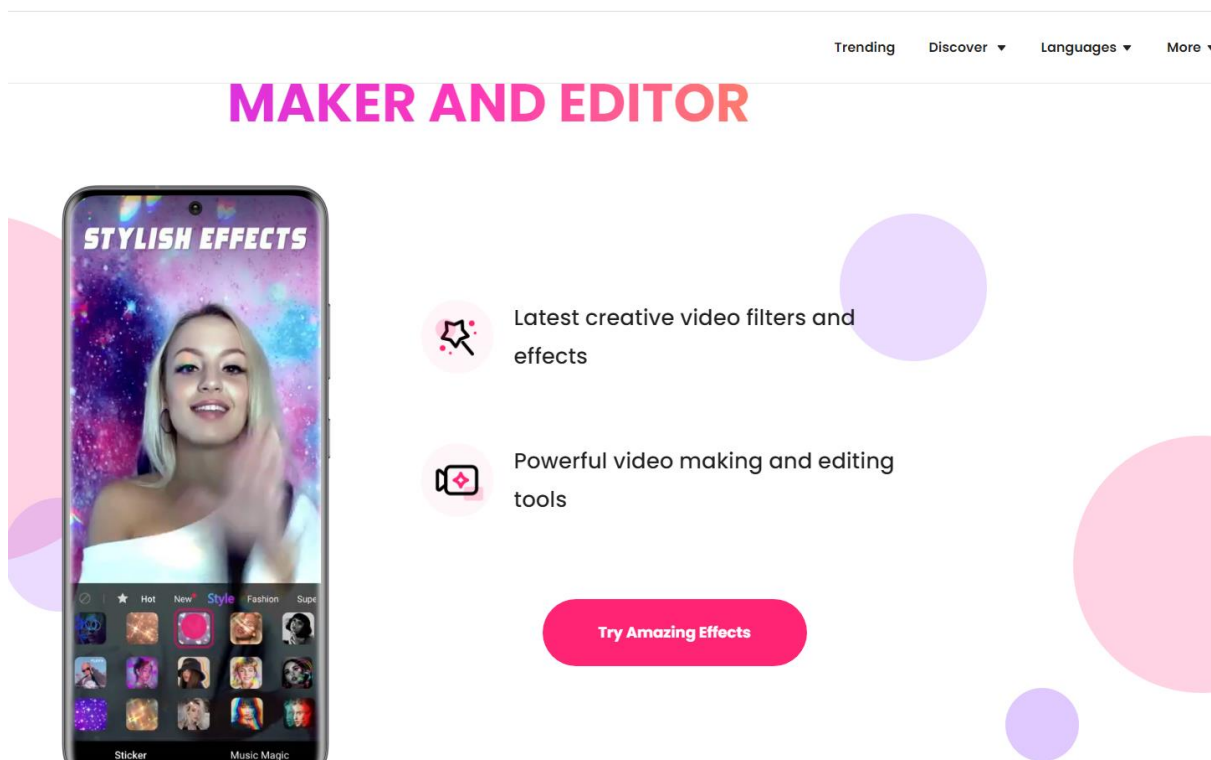 Trending Discover Languages More
MAKER AND EDITOR
STYLISH EFFECTS
Latest creative video filters and
effects
Powerful video making and editing
tools
Hot New Style Fashion Supe
Try Amazing Effects
Sticker Music Magic